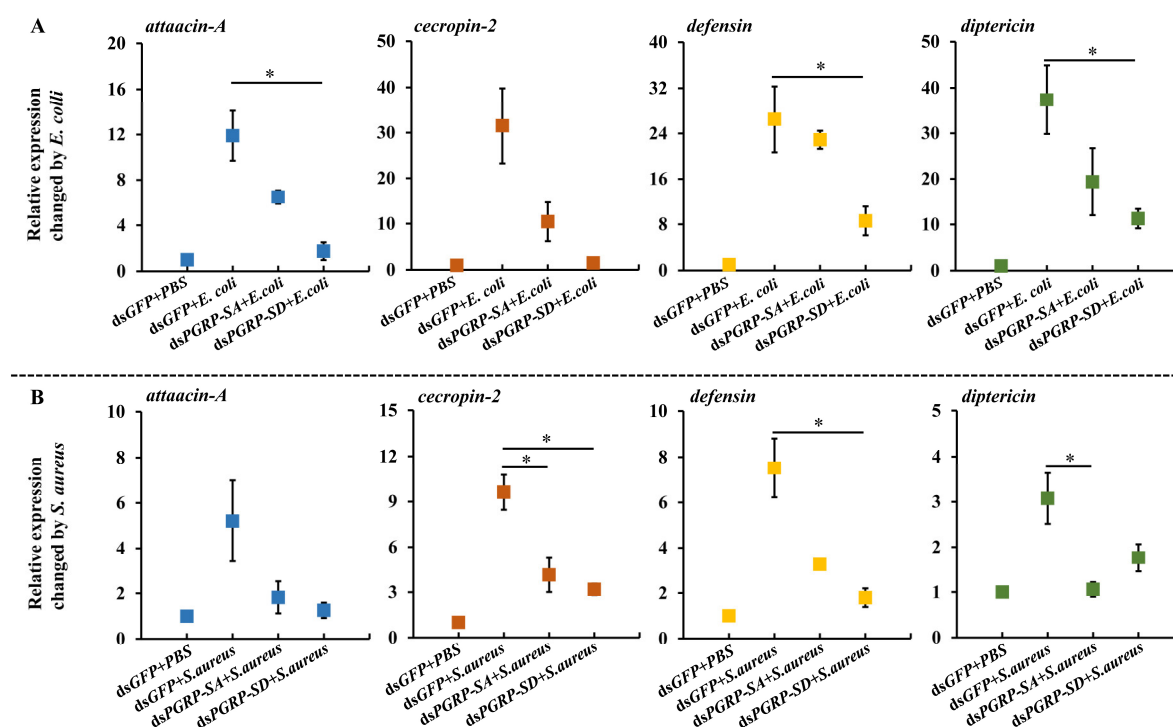 A
attaacin-A
cecropin-2
defensin
diptericin
Relative expression
changed by E. colli
20
16
12
8
4
0
*
dsGFP+PBS
dsGFP+E. coli
dsPGRP-SA+E.coli
dsPGRP-SD+E.coli
50
40
30
20
10
0
dsGFP+PBS
dsGFP+E. coli
dsPGRP-SA+E.coli
dsPGRP-SD+E.coli
40
32
24
16
8
0
*
dsGFP+PBS
dsGFP+E. coli
dsPGRP-SA+E.coli
dsPGRP-SD+E.coli
50
40
30
20
10
0
*
dsGFP+PBS
dsGFP+E. coli
dsPGRP-SA+E.coli
dsPGRP-SD+E.coli
B
attaacin-A
cecropin-2
defensin
diptericin
Relative expression
changed by S. aureus
10
8
6
4
2
0
dsGFP+PBS
dsGFP+S.aureus
dsPGRP-SA+S.aureus
dsPGRP-SD+S.aureus
15
12
9
6
3
0
*
*
dsGFP+PBS
dsGFP+S.aureus
dsPGRP-SA+S.aureus
dsPGRP-SD+S.aureus
10
8
6
4
2
0
*
dsGFP+PBS
dsGFP+S.aureus
dsPGRP-SA+S.aureus
dsPGRP-SD+S.aureus
5
4
3
2
1
0
*
dsGFP+PBS
dsGFP+S.aureus
dsPGRP-SA+S.aureus
dsPGRP-SD+S.aureus